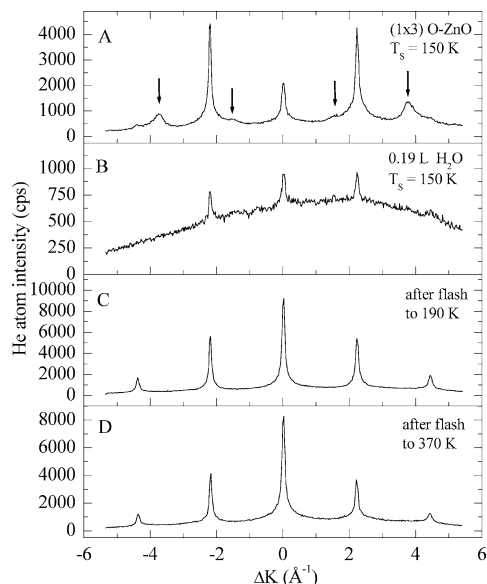 A
(1x3) O-ZnO
T_S = 150 K
4000
3000
2000
1000
0
B
0.19 L H₂O
T_S = 150 K
1000
750
500
250
0
C
after flash
to 190 K
10000
8000
6000
4000
2000
0
D
after flash
to 370 K
8000
6000
4000
2000
0
-6 -4 -2 0 2 4 6
ΔK (Å⁻¹)
He atom intensity (cps)